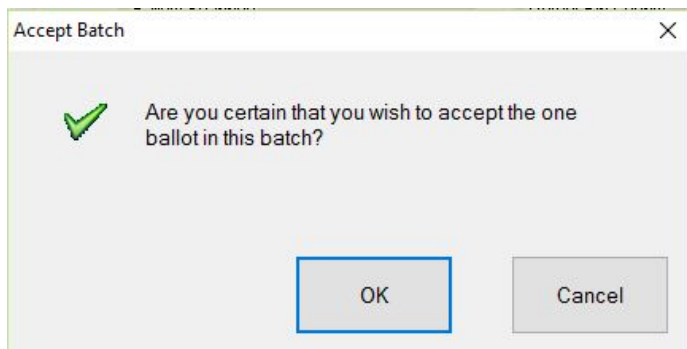 Accept Batch
Are you certain that you wish to accept the one
ballot in this batch?
OK
Cancel